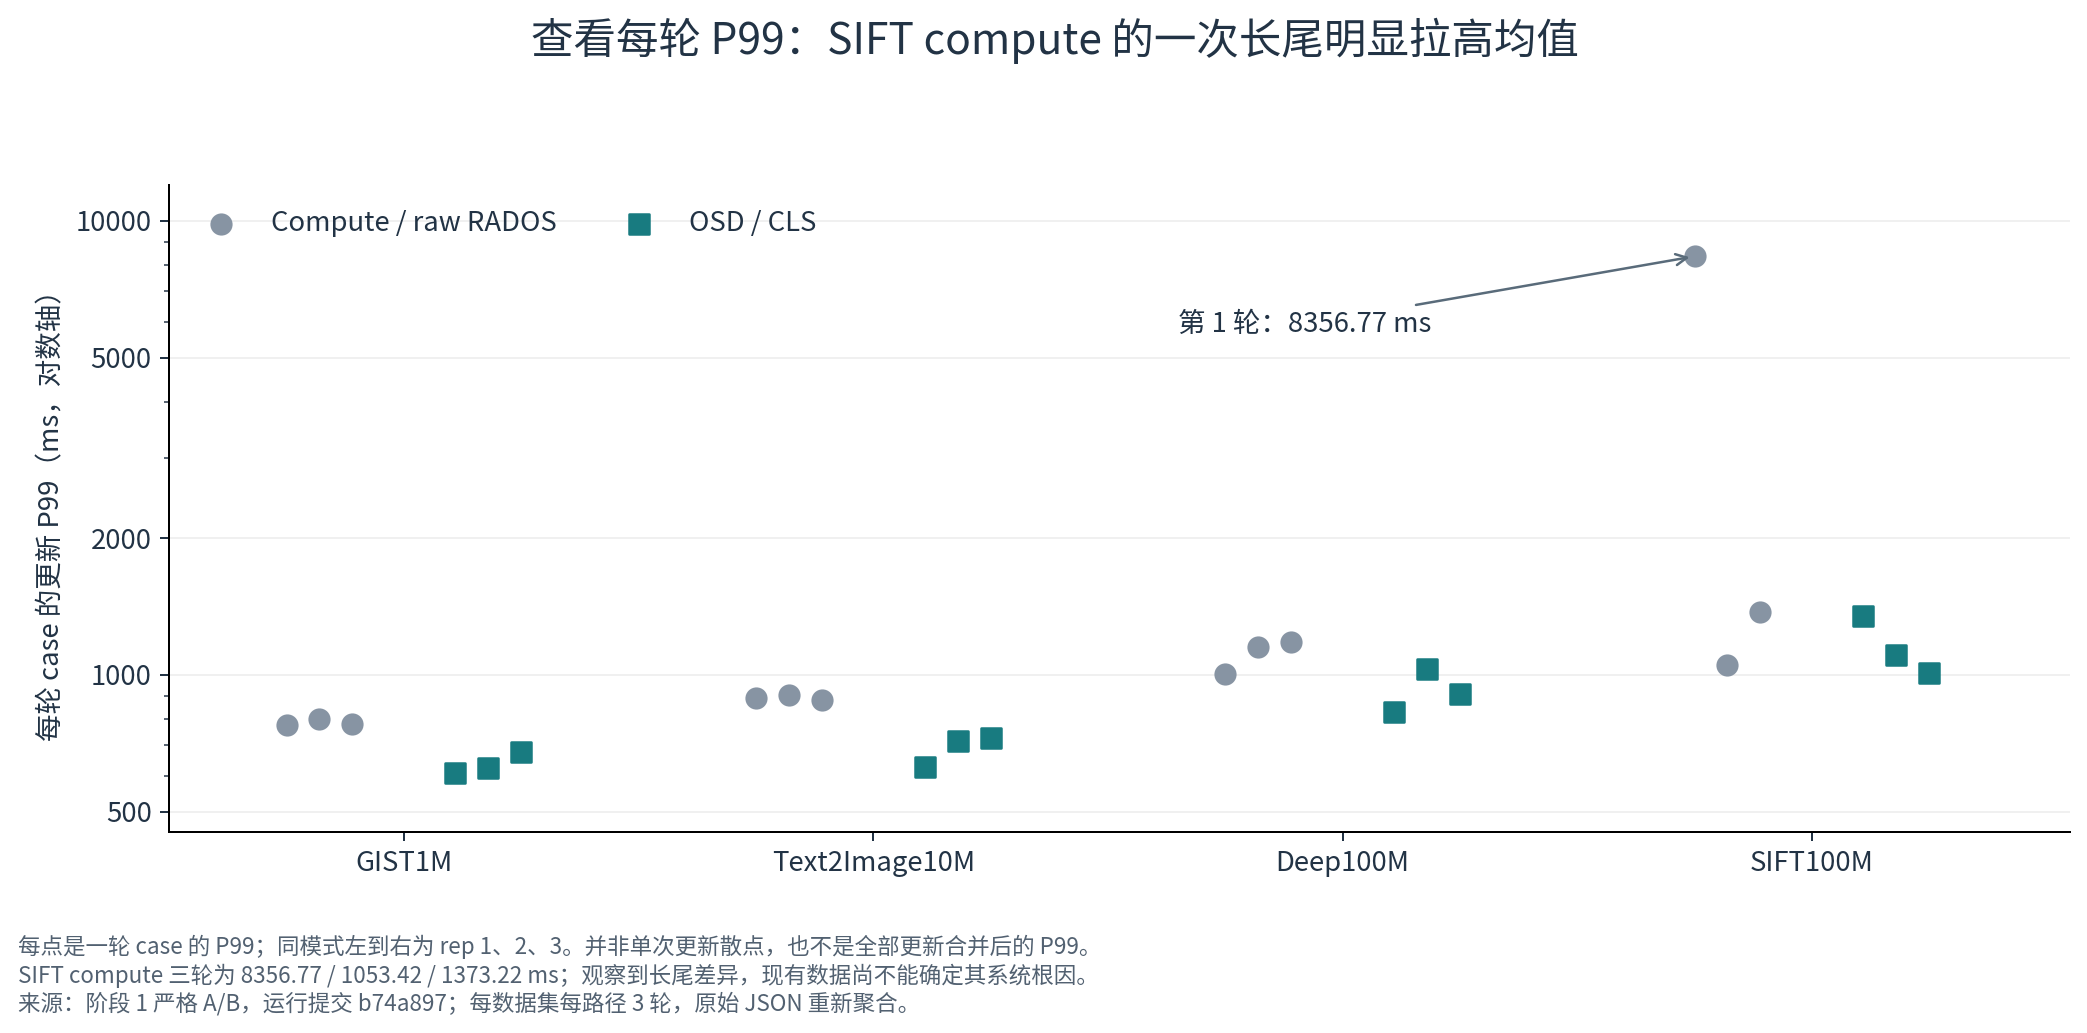 查看每轮 P99：SIFT compute 的一次长尾明显拉高均值
Compute / raw RADOS
OSD / CLS
第 1 轮：8356.77 ms
每轮 case 的更新 P99（ms，对数轴）
10000
5000
2000
1000
500
GIST1M
Text2Image10M
Deep100M
SIFT100M
每点是一轮 case 的 P99；同模式左到右为 rep 1、2、3。并非单次更新散点，也不是全部更新合并后的 P99。
SIFT compute 三轮为 8356.77 / 1053.42 / 1373.22 ms；观察到长尾差异，现有数据尚不能确定其系统根因。
来源：阶段 1 严格 A/B，运行提交 b74a897；每数据集每路径 3 轮，原始 JSON 重新聚合。